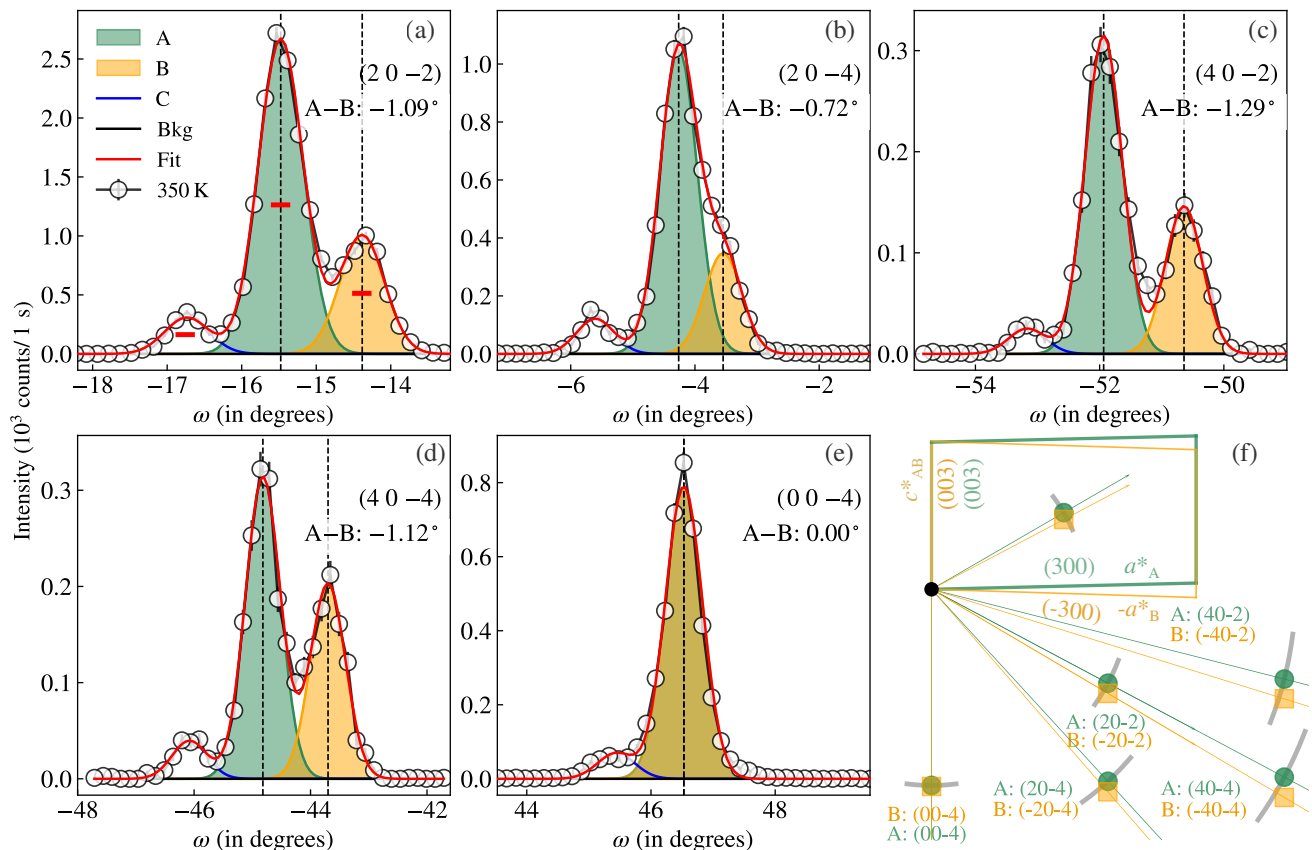 (a)
A
B
C
Bkg
Fit
350 K
(2 0 −2)
A−B: −1.09°
2.5
2.0
1.5
1.0
0.5
0.0
−18 −17 −16 −15 −14
ω (in degrees)
(b)
(2 0 −4)
A−B: −0.72°
1.0
0.8
0.6
0.4
0.2
0.0
−6 −4 −2
ω (in degrees)
(c)
(4 0 −2)
A−B: −1.29°
0.3
0.2
0.1
0.0
−54 −52 −50
ω (in degrees)
Intensity (10³ counts/ 1 s)
(d)
(4 0 −4)
A−B: −1.12°
0.3
0.2
0.1
0.0
−48 −46 −44 −42
ω (in degrees)
(e)
(0 0 −4)
A−B: 0.00°
0.8
0.6
0.4
0.2
0.0
44 46 48
ω (in degrees)
(f)
c*AB
(003)
(003)
(300) a*A
(-300) -a*B
A: (40-2)
B: (-40-2)
A: (20-2)
B: (-20-2)
A: (20-4)
B: (-20-4)
A: (40-4)
B: (-40-4)
B: (00-4)
A: (00-4)